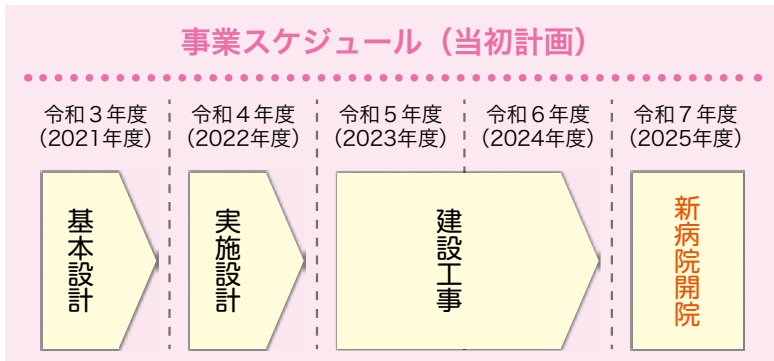 事業スケジュール（当初計画）
令和３年度
（2021年度）
令和４年度
（2022年度）
令和５年度
（2023年度）
令和６年度
（2024年度）
令和７年度
（2025年度）
基本設計
実施設計
建設工事
新病院開院